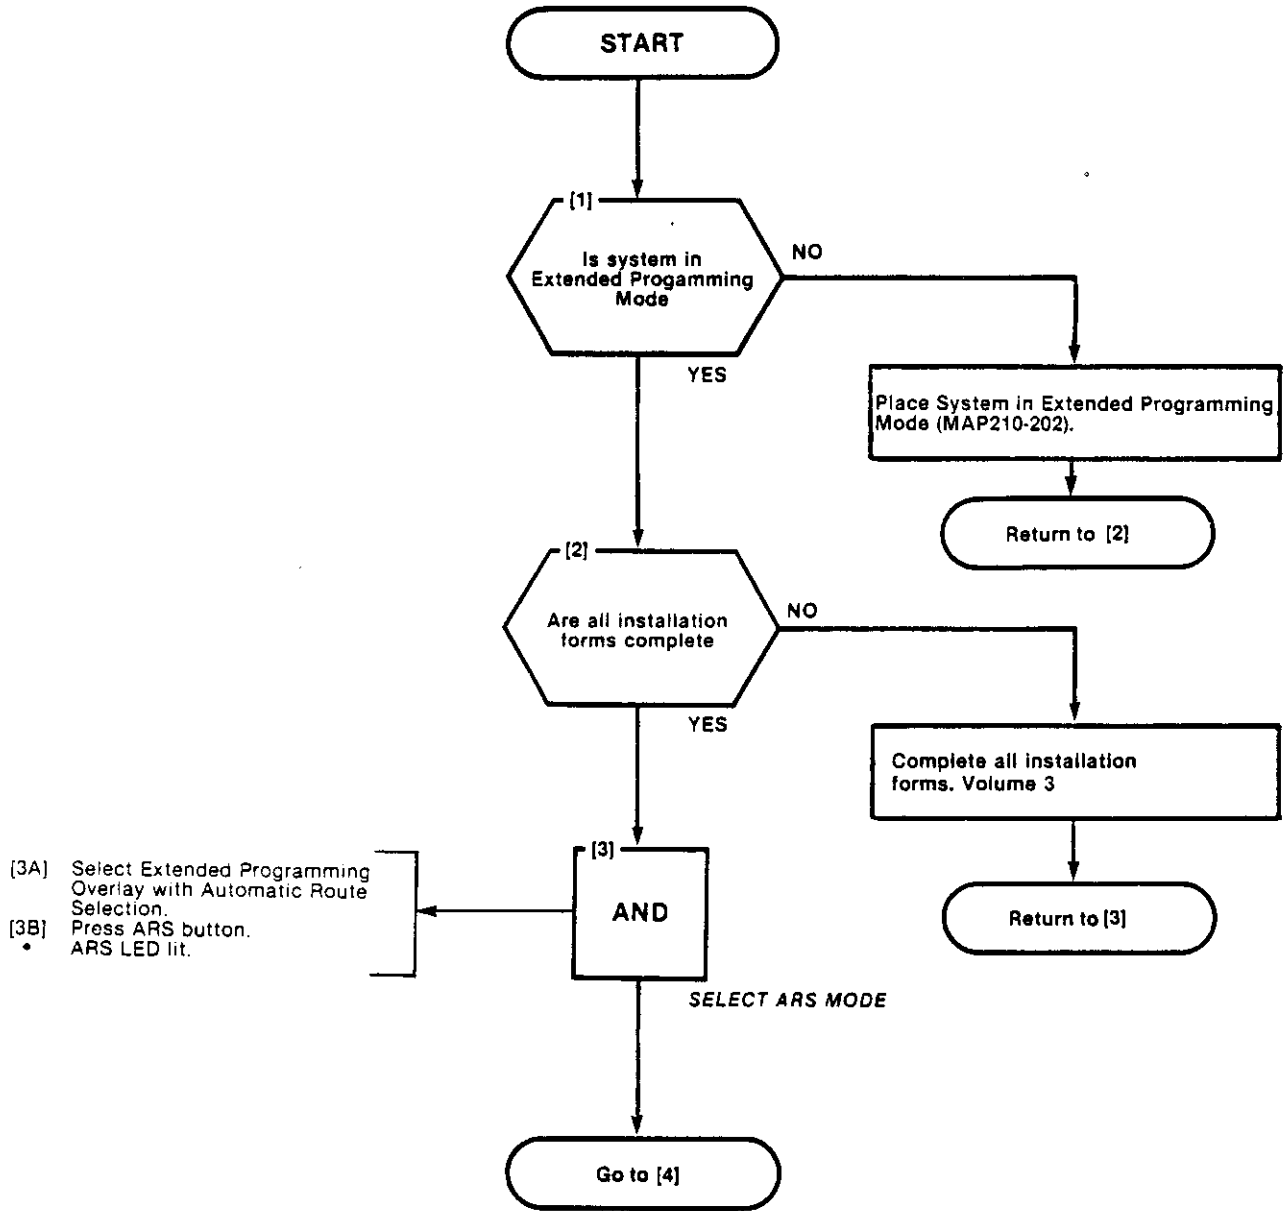 START
[1]
Is system in
Extended Progamming
Mode
NO
YES
Place System in Extended Programming
Mode (MAP210-202).
Return to [2]
[2]
Are all installation
forms complete
NO
YES
Complete all installation
forms. Volume 3
Return to [3]
[3]
AND
[3A] Select Extended Programming
Overlay with Automatic Route
Selection.
[3B] Press ARS button.
• ARS LED lit.
SELECT ARS MODE
Go to [4]